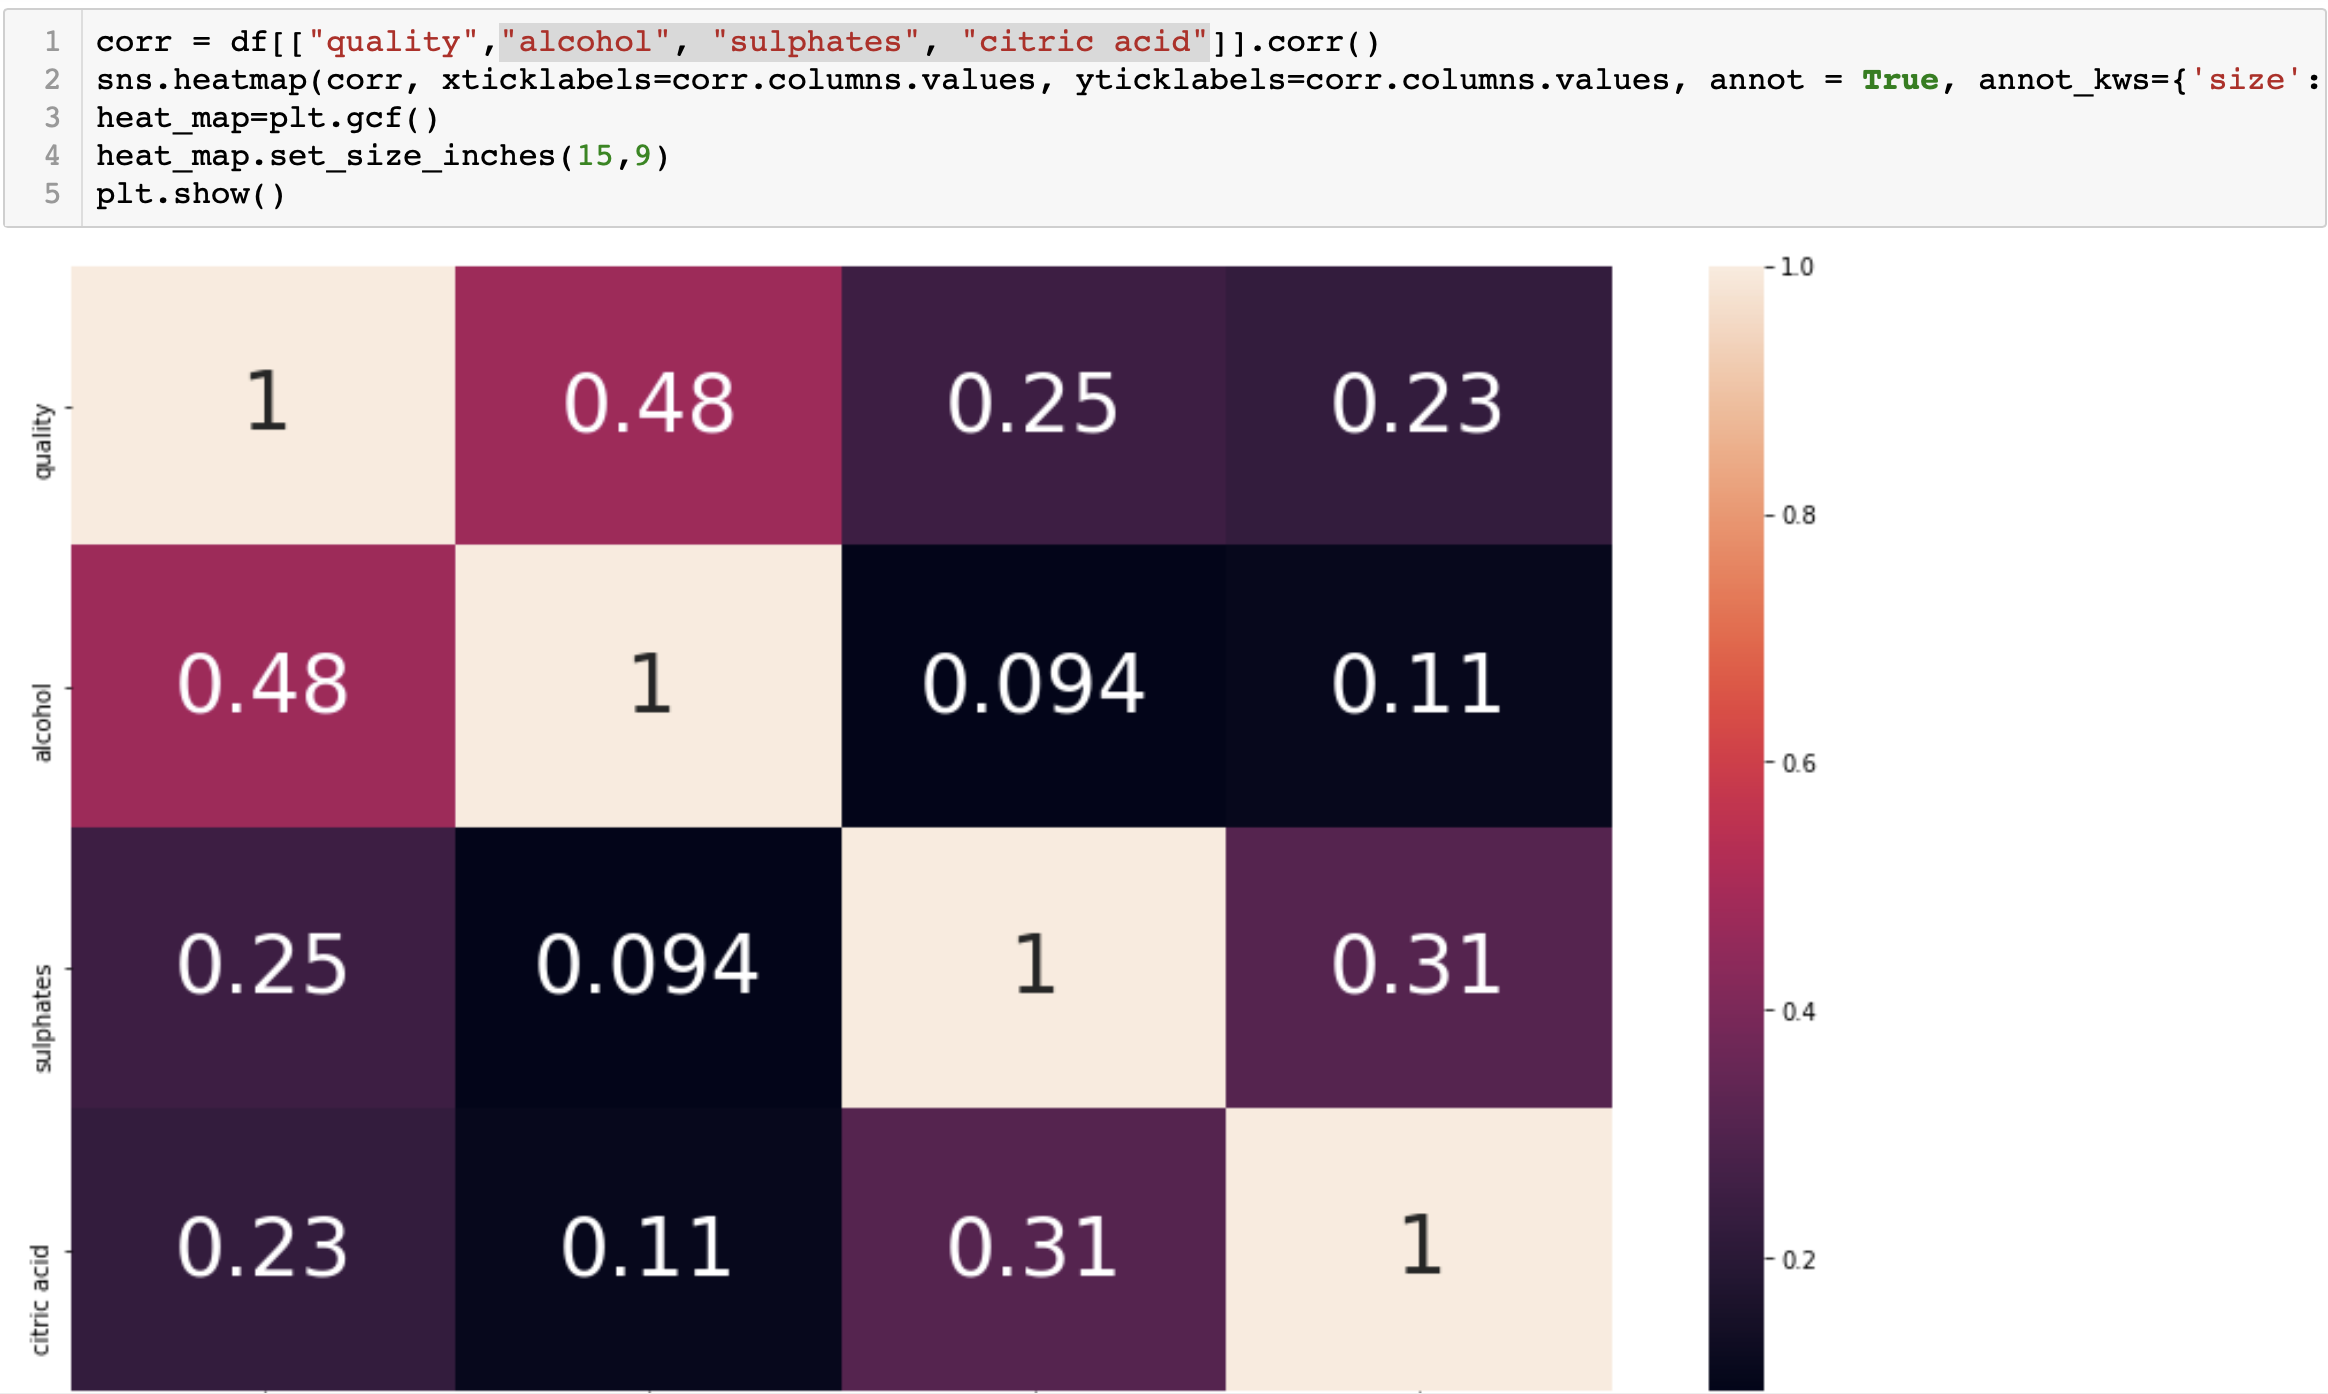 1 corr = df[["quality","alcohol", "sulphates", "citric acid"]].corr()
2 sns.heatmap(corr, xticklabels=corr.columns.values, yticklabels=corr.columns.values, annot = True, annot_kws={'size':
3 heat_map=plt.gcf()
4 heat_map.set_size_inches(15,9)
5 plt.show()
quality 1 0.48 0.25 0.23
alcohol 0.48 1 0.094 0.11
sulphates 0.25 0.094 1 0.31
citric acid 0.23 0.11 0.31 1
1.0
0.8
0.6
0.4
0.2